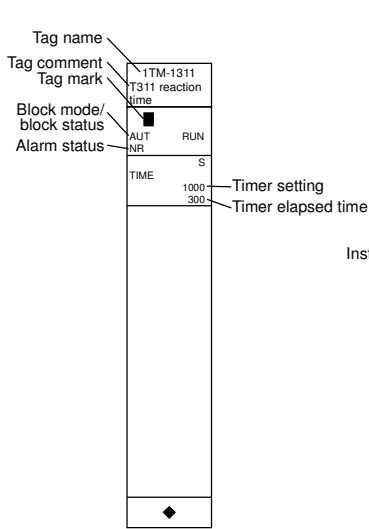 Tag name
1TM-1311
Tag comment
T311 reaction
time
Tag mark
Block mode/
block status
AUT RUN
Alarm status
NR
S
TIME
1000
Timer setting
300
Timer elapsed time
Inst